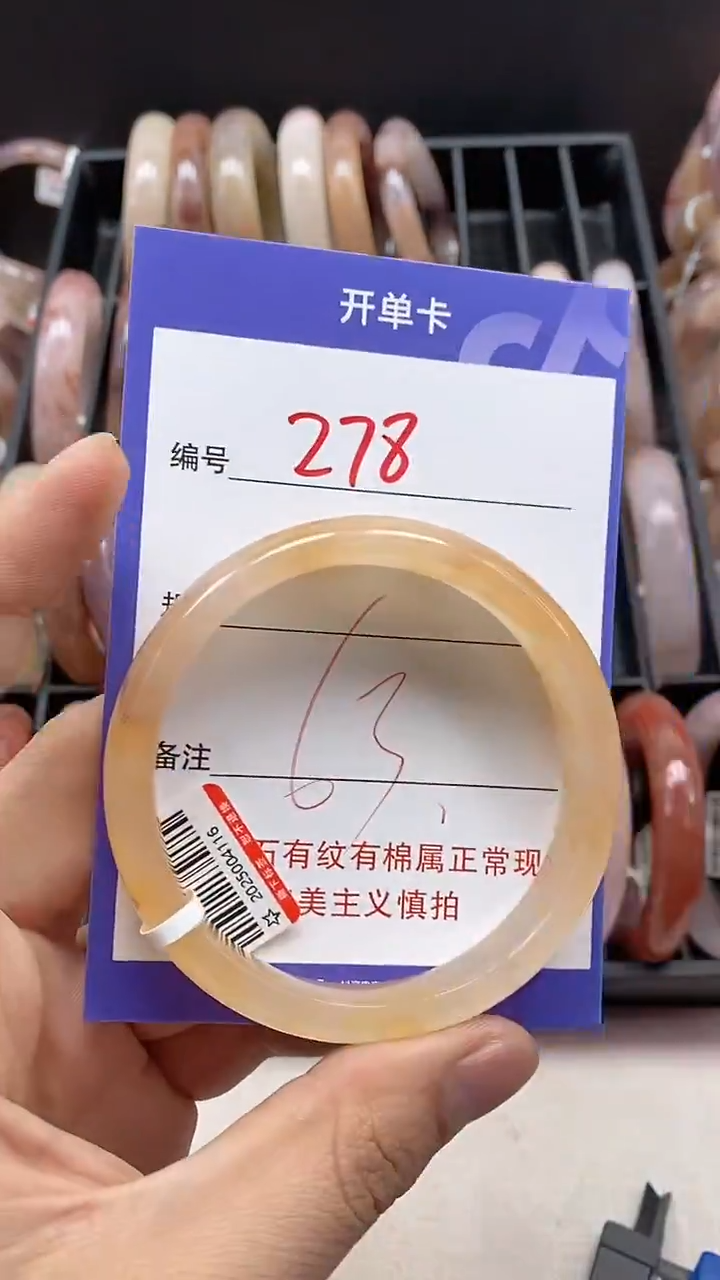 开单卡
编号 278
63
备注
石有纹有棉属正常现
美主义慎拍
2025004116